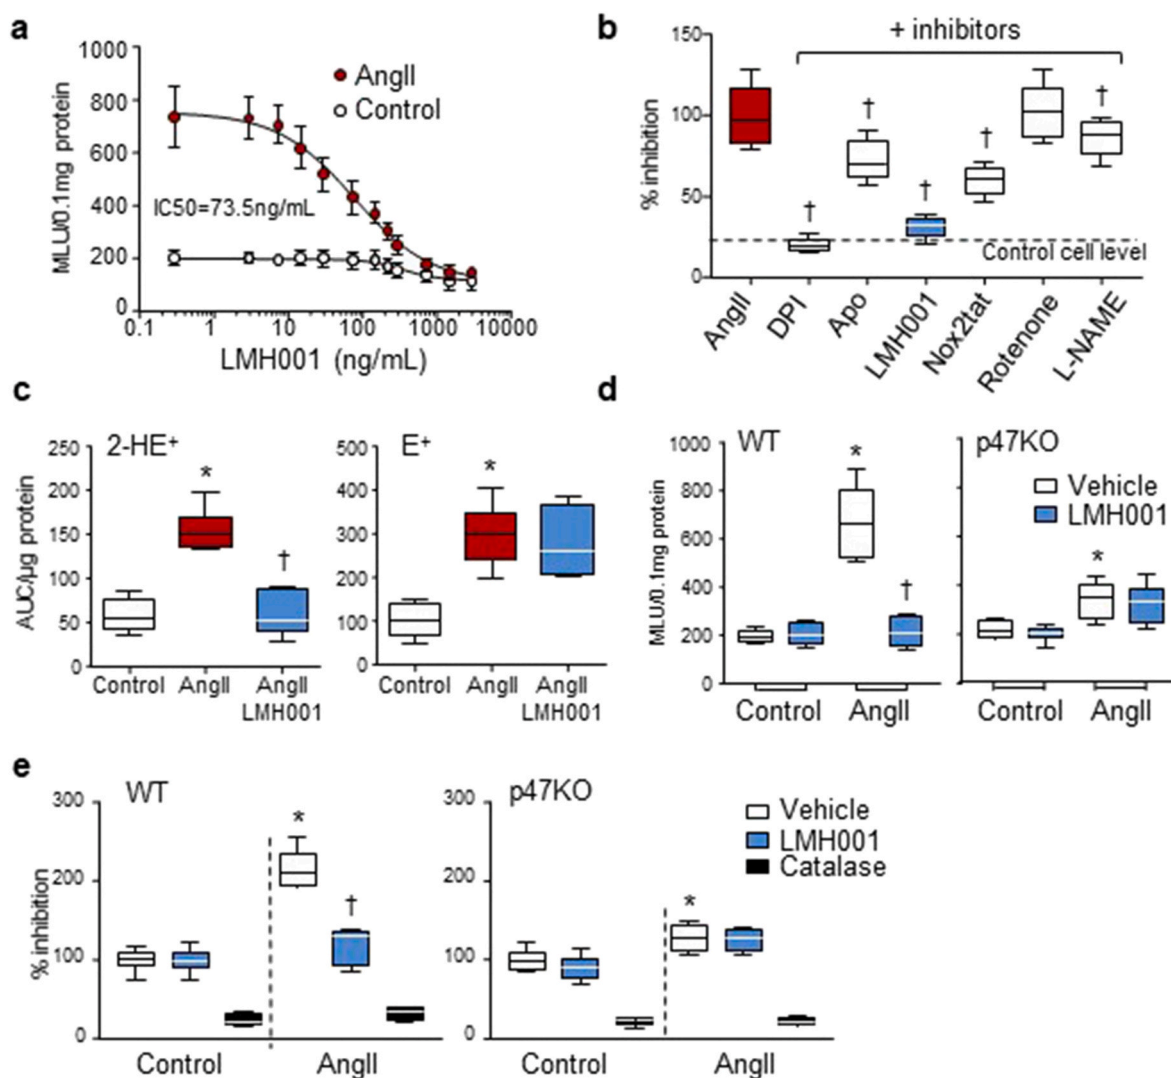 a
1000
800
600
400
200
0
MLU/0.1mg protein
AngII
Control
IC50=73.5ng/mL
0.1
1
10
100
1000
10000
LMH001 (ng/mL)
b
+ inhibitors
150
100
50
0
% inhibition
†
†
†
†
†
Control cell level
AngII
DPI
Apo
LMH001
Nox2tat
Rotenone
L-NAME
c
2-HE+
250
200
150
100
50
0
AUC/µg protein
*
†
Control
AngII
AngII
LMH001
E+
500
400
300
200
100
0
*
Control
AngII
AngII
LMH001
d
WT
1000
800
600
400
200
0
MLU/0.1mg protein
*
†
Control
AngII
p47KO
Vehicle
LMH001
*
Control
AngII
e
WT
300
200
100
0
% inhibition
*
†
Control
AngII
p47KO
300
200
100
0
*
Control
AngII
Vehicle
LMH001
Catalase